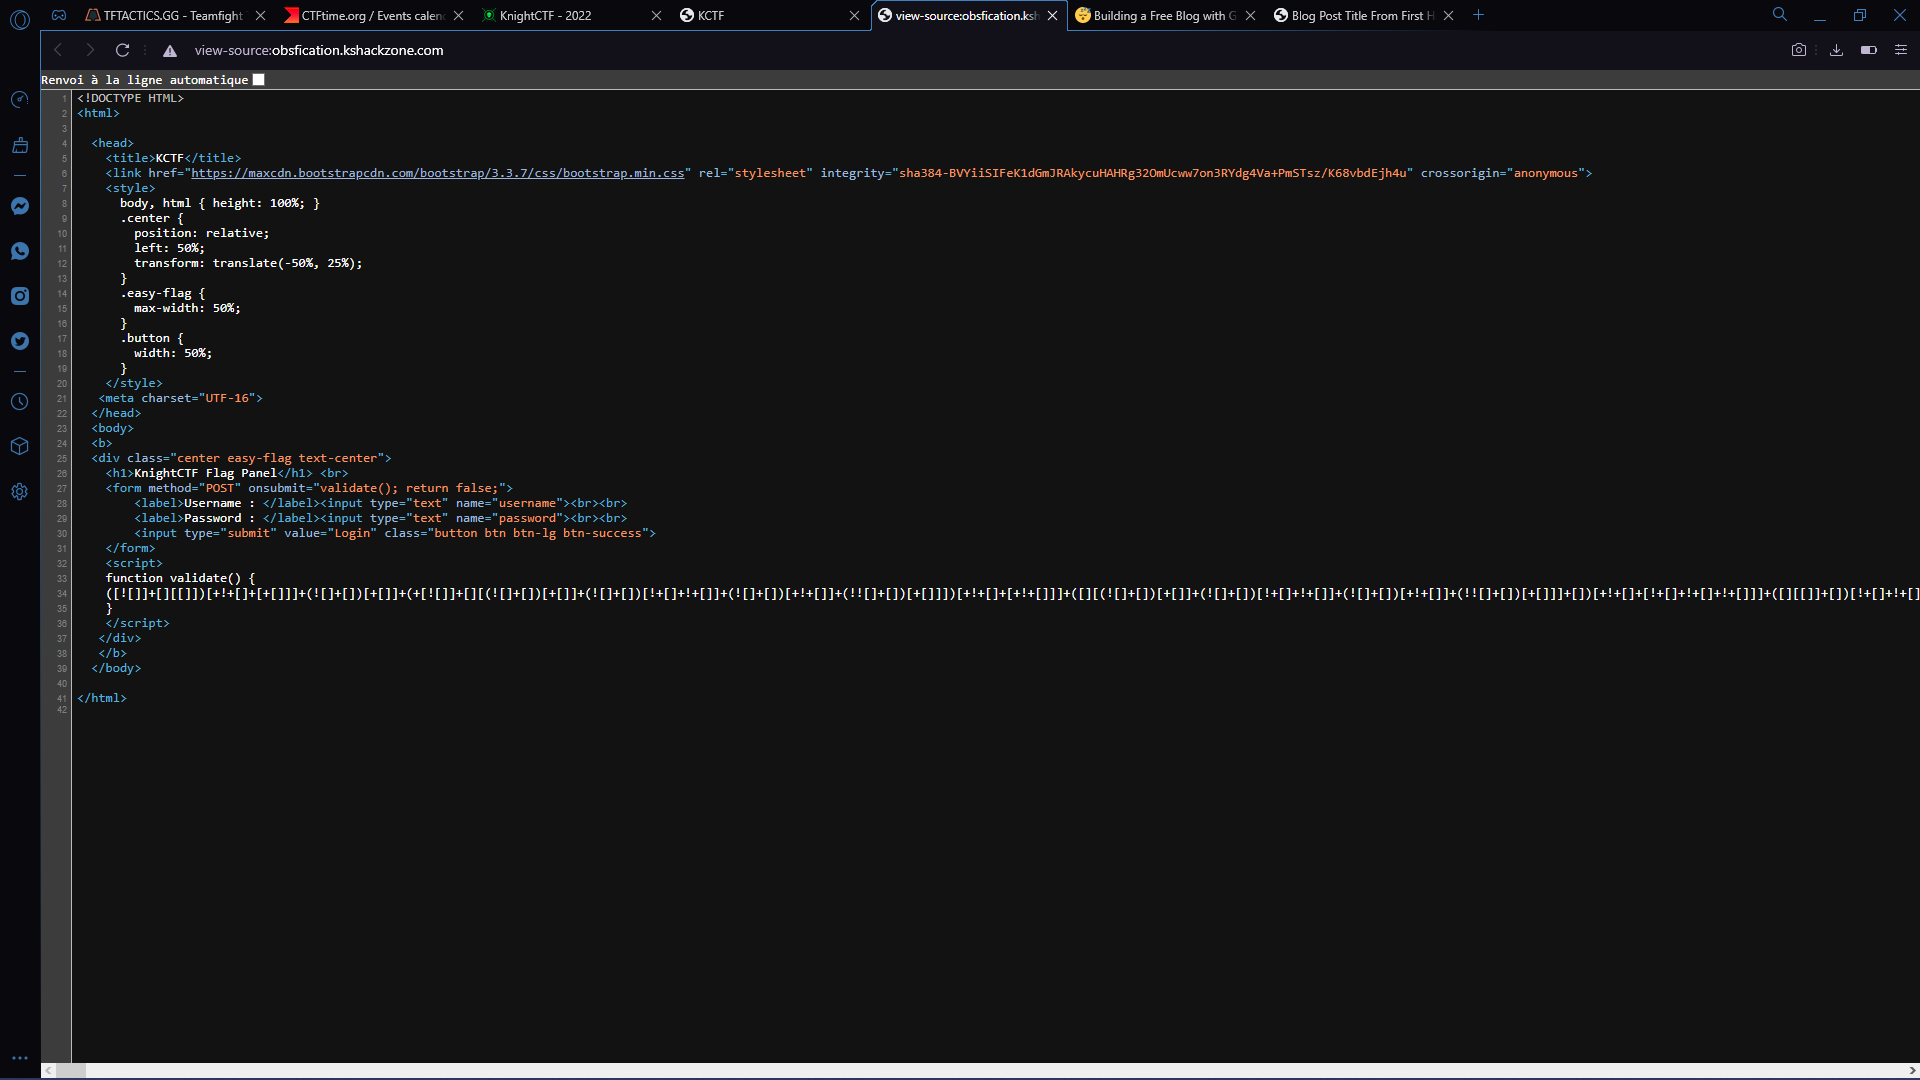 TFTACTICS.GG - Teamfight
CTFtime.org / Events calen
KnightCTF - 2022
KCTF
view-source:obsfication.ksh
Building a Free Blog with G
Blog Post Title From First H
view-source:obsfication.kshackzone.com
Renvoi à la ligne automatique
1 <!DOCTYPE HTML>
2 <html>
3
4 <head>
5 <title>KCTF</title>
6 <link href="https://maxcdn.bootstrapcdn.com/bootstrap/3.3.7/css/bootstrap.min.css" rel="stylesheet" integrity="sha384-BVYiiSIFeK1dGmJRAkycuHAHRg32OmUcww7on3RYdg4Va+PmSTsz/K68vbdEjh4u" crossorigin="anonymous">
7 <style>
8 body, html { height: 100%; }
9 .center {
10 position: relative;
11 left: 50%;
12 transform: translate(-50%, 25%);
13 }
14 .easy-flag {
15 max-width: 50%;
16 }
17 .button {
18 width: 50%;
19 }
20 </style>
21 <meta charset="UTF-16">
22 </head>
23 <body>
24 <b>
25 <div class="center easy-flag text-center">
26 <h1>KnightCTF Flag Panel</h1> <br>
27 <form method="POST" onsubmit="validate(); return false;">
28 <label>Username : </label><input type="text" name="username"><br><br>
29 <label>Password : </label><input type="text" name="password"><br><br>
30 <input type="submit" value="Login" class="button btn btn-lg btn-success">
31 </form>
32 <script>
33 function validate() {
34 ([![]]+[][[]])[+!+[]+[+[]]]+(![]+[])[+[]]+(+[![]]+[][(![]+[])[+[]]+(![]+[])[!+[]+!+[]]+(![]+[])[+!+[]]+(!![]+[])[+[]]])[+!+[]+[+!+[]]]+([][(![]+[])[+[]]+(![]+[])[!+[]+!+[]]+(![]+[])[+!+[]]+(!![]+[])[+[]]]+[])[+!+[]+[!+[]+!+[]+!+[]]]+([][[]]+[])[!+[]+!+[]
35 }
36 </script>
37 </div>
38 </b>
39 </body>
40
41 </html>
42